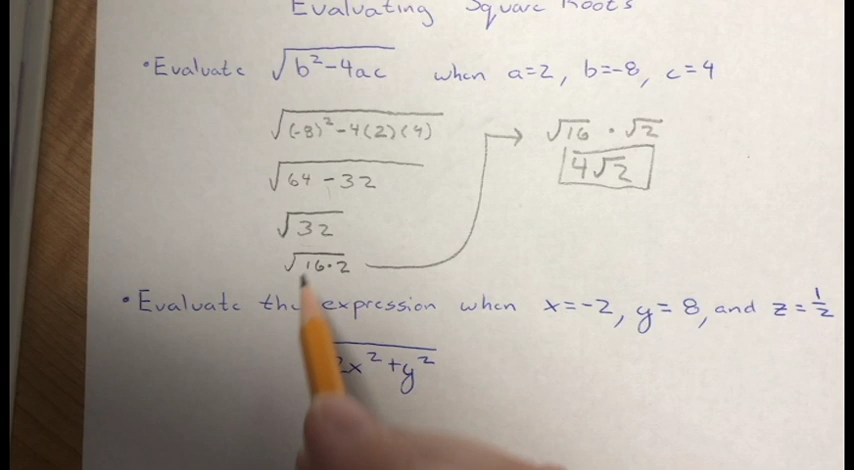 Evaluating Square Roots
• Evaluate √(b²-4ac) when a=2, b=-8, c=4
√((-8)²-4(2)(4))
√(64-32)
√32
√(16·2)
√16 · √2
4√2
• Evaluate the expression when x=-2, y=8, and z=½
2x²+y²